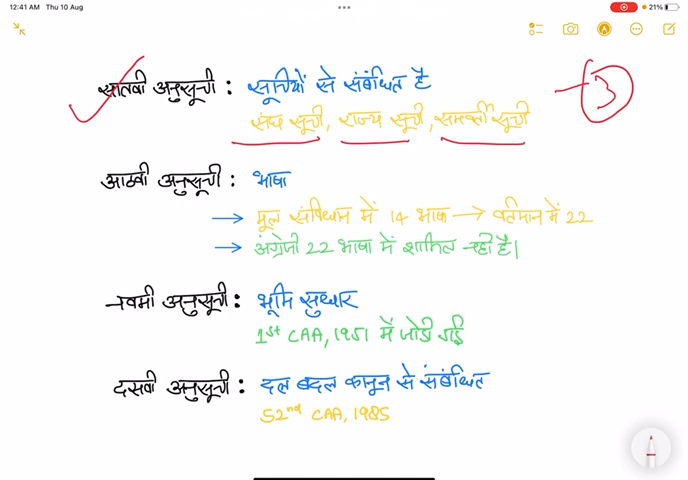 12:41 AM Thu 10 Aug
21%
सातवी अनुसूची : सूचियों से संबंधित है
3
संघ सूची, राज्य सूची, समवर्ती सूची
आठवी अनुसूची : भाषा
→ मूल संविधान में 14 भाषा → वर्तमान में 22
→ अंग्रेजी 22 भाषा में शामिल नही है।
नवमी अनुसूची : भूमि सुधार
1st CAA, 1951 में जोडी गई
दसवी अनुसूची : दल बदल कानून से संबंधित
52nd CAA, 1985